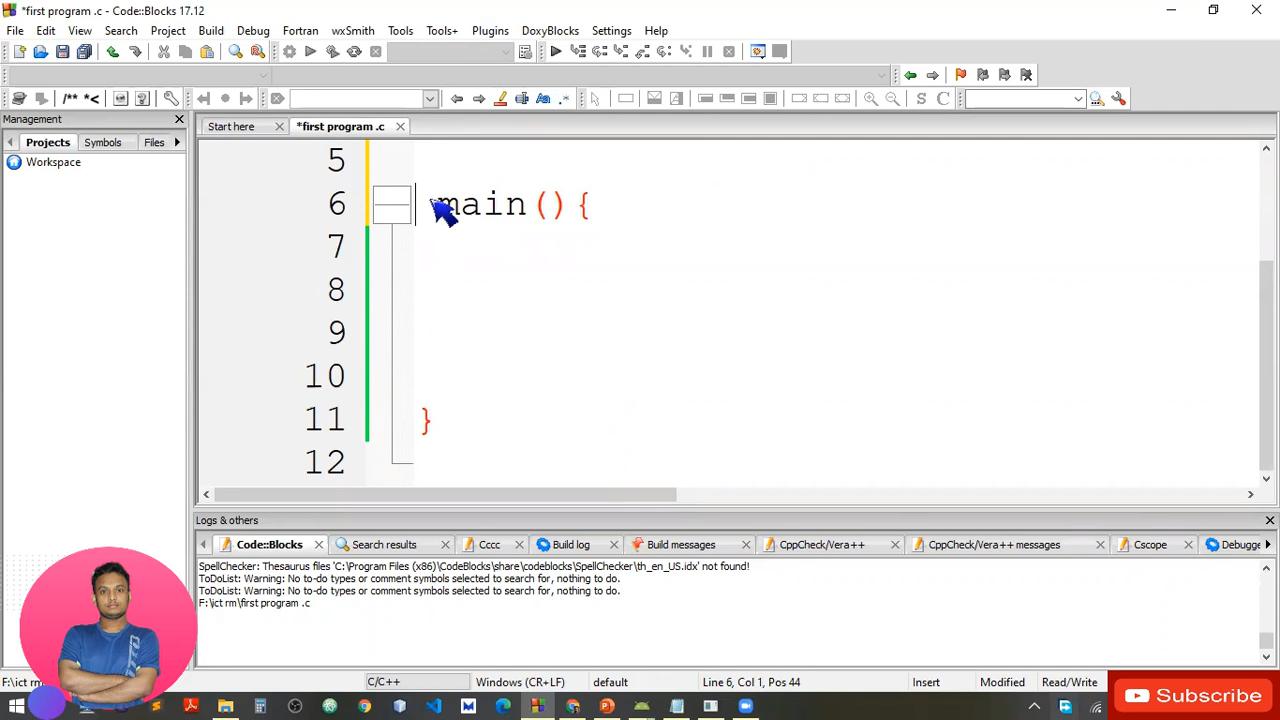 *first program .c - Code::Blocks 17.12
File Edit View Search Project Build Debug Fortran wxSmith Tools Tools+ Plugins DoxyBlocks Settings Help
/** *<
S C
Management
Projects Symbols Files
Workspace
Start here *first program .c
5
6 main(){
7
8
9
10
11 }
12
Logs & others
Code::Blocks Search results Cccc Build log Build messages CppCheck/Vera++ CppCheck/Vera++ messages Cscope Debugge
SpellChecker: Thesaurus files 'C:\Program Files (x86)\CodeBlocks\share\codeblocks\SpellChecker\th_en_US.idx' not found!
ToDoList: Warning: No to-do types or comment symbols selected to search for, nothing to do.
ToDoList: Warning: No to-do types or comment symbols selected to search for, nothing to do.
F:\ict rm\first program .c
F:\ict rm C/C++ Windows (CR+LF) default Line 6, Col 1, Pos 44 Insert Modified Read/Write
Subscribe